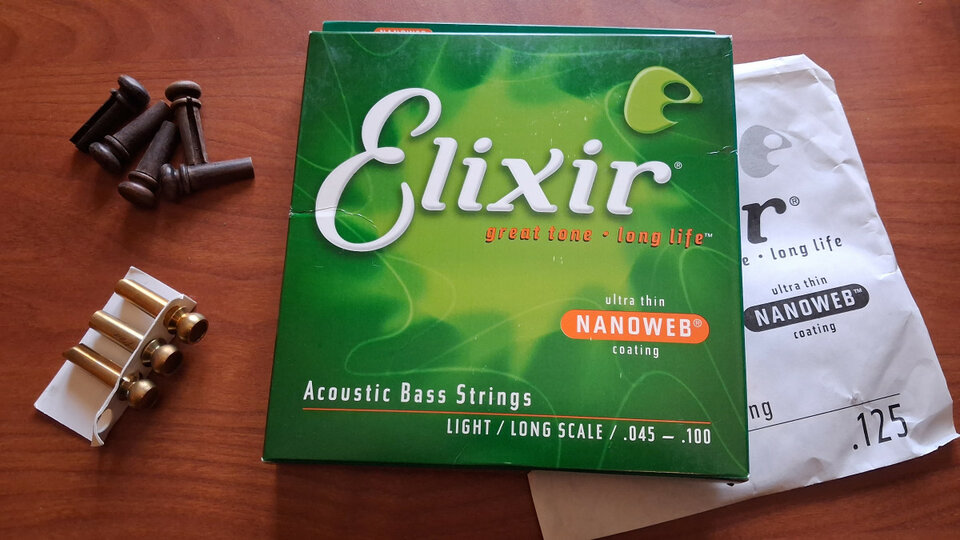 NANOWEB
Elixir®
great tone • long life™
ultra thin
NANOWEB®
coating
Acoustic Bass Strings
LIGHT / LONG SCALE / .045 – .100
r®
e • long life
ultra thin
NANOWEB™
coating
ng
.125